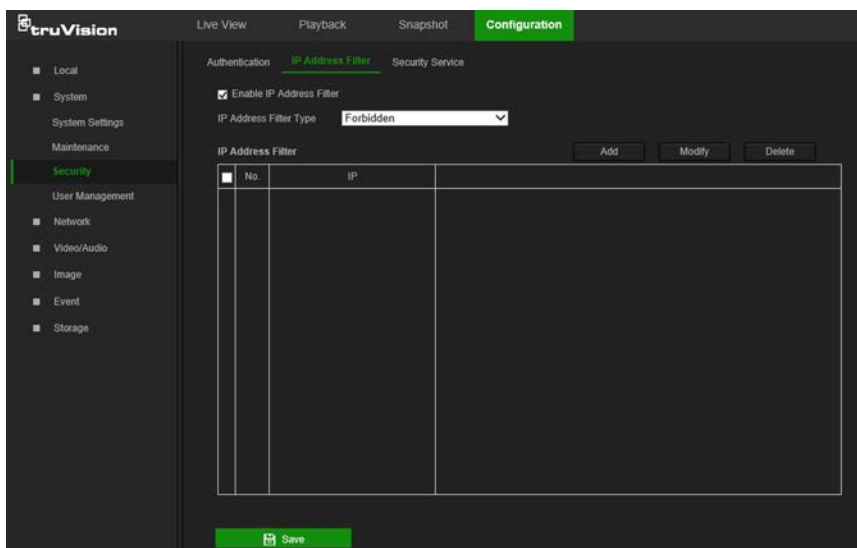 truVision
Live View
Playback
Snapshot
Configuration
Local
System
System Settings
Maintenance
Security
User Management
Network
Video/Audio
Image
Event
Storage
Authentication
IP Address Filter
Security Service
Enable IP Address Filter
IP Address Filter Type
Forbidden
IP Address Filter
Add
Modify
Delete
No.
IP
Save